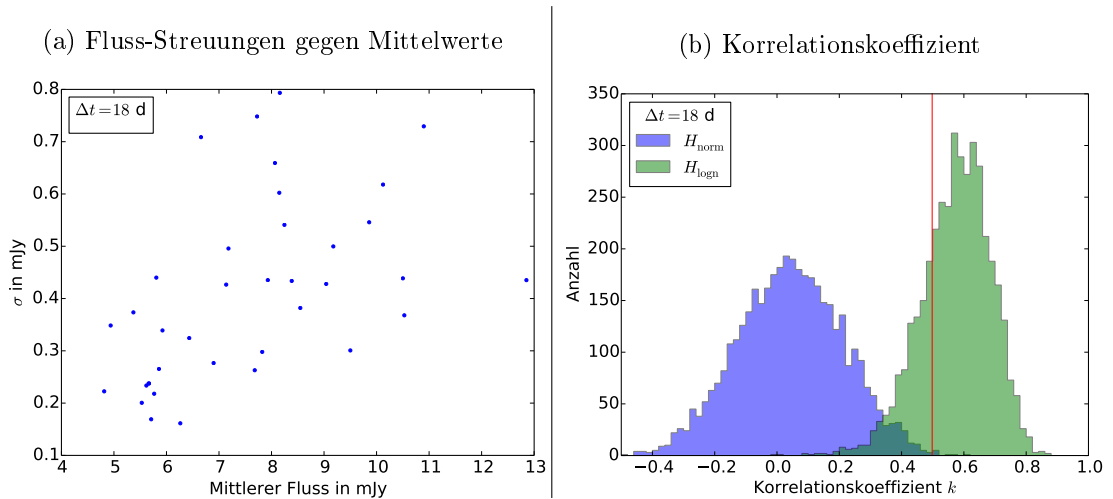 (a) Fluss-Streuungen gegen Mittelwerte
Δt=18 d
0.8
0.7
0.6
0.5
0.4
0.3
0.2
0.1
σ in mJy
4 5 6 7 8 9 10 11 12 13
Mittlerer Fluss in mJy
(b) Korrelationskoeffizient
Δt=18 d
H_norm
H_logn
350
300
250
200
150
100
50
0
Anzahl
−0.4 −0.2 0.0 0.2 0.4 0.6 0.8 1.0
Korrelationskoeffizient k